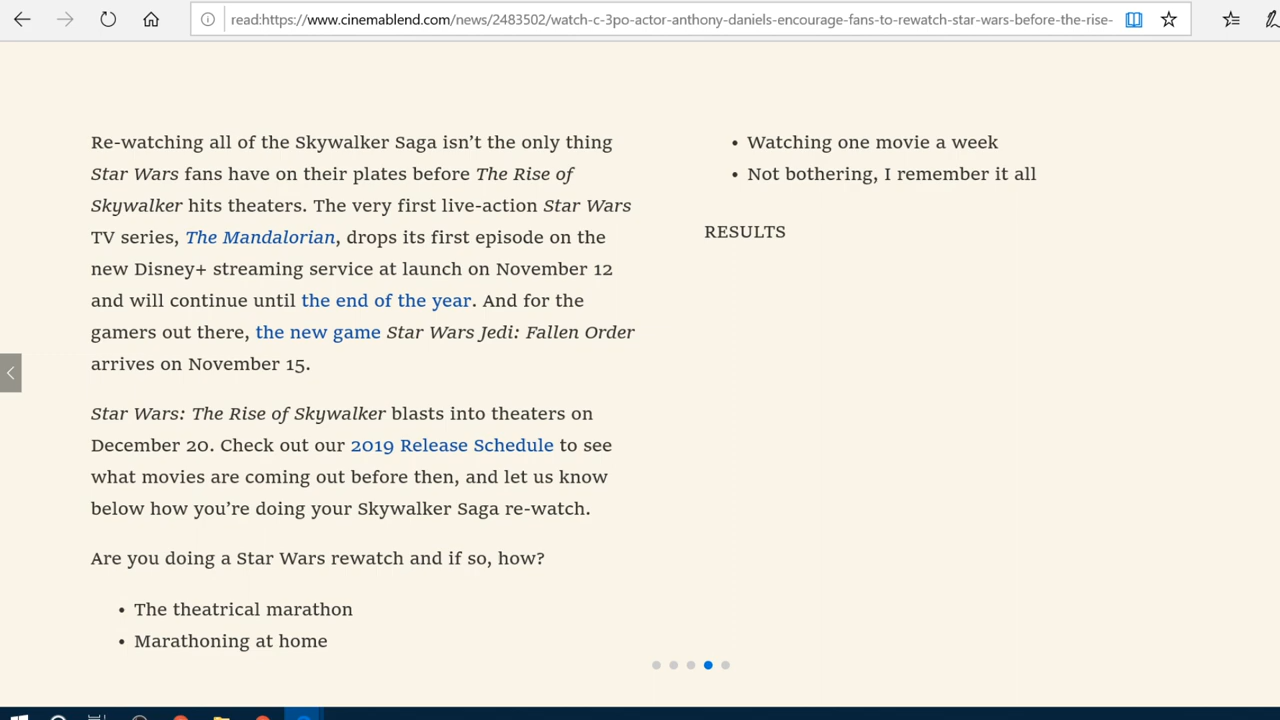 read:https://www.cinemablend.com/news/2483502/watch-c-3po-actor-anthony-daniels-encourage-fans-to-rewatch-star-wars-before-the-rise-
Re-watching all of the Skywalker Saga isn’t the only thing
Star Wars fans have on their plates before The Rise of
Skywalker hits theaters. The very first live-action Star Wars
TV series, The Mandalorian, drops its first episode on the
new Disney+ streaming service at launch on November 12
and will continue until the end of the year. And for the
gamers out there, the new game Star Wars Jedi: Fallen Order
arrives on November 15.
Star Wars: The Rise of Skywalker blasts into theaters on
December 20. Check out our 2019 Release Schedule to see
what movies are coming out before then, and let us know
below how you’re doing your Skywalker Saga re-watch.
Are you doing a Star Wars rewatch and if so, how?
• The theatrical marathon
• Marathoning at home
• Watching one movie a week
• Not bothering, I remember it all
RESULTS